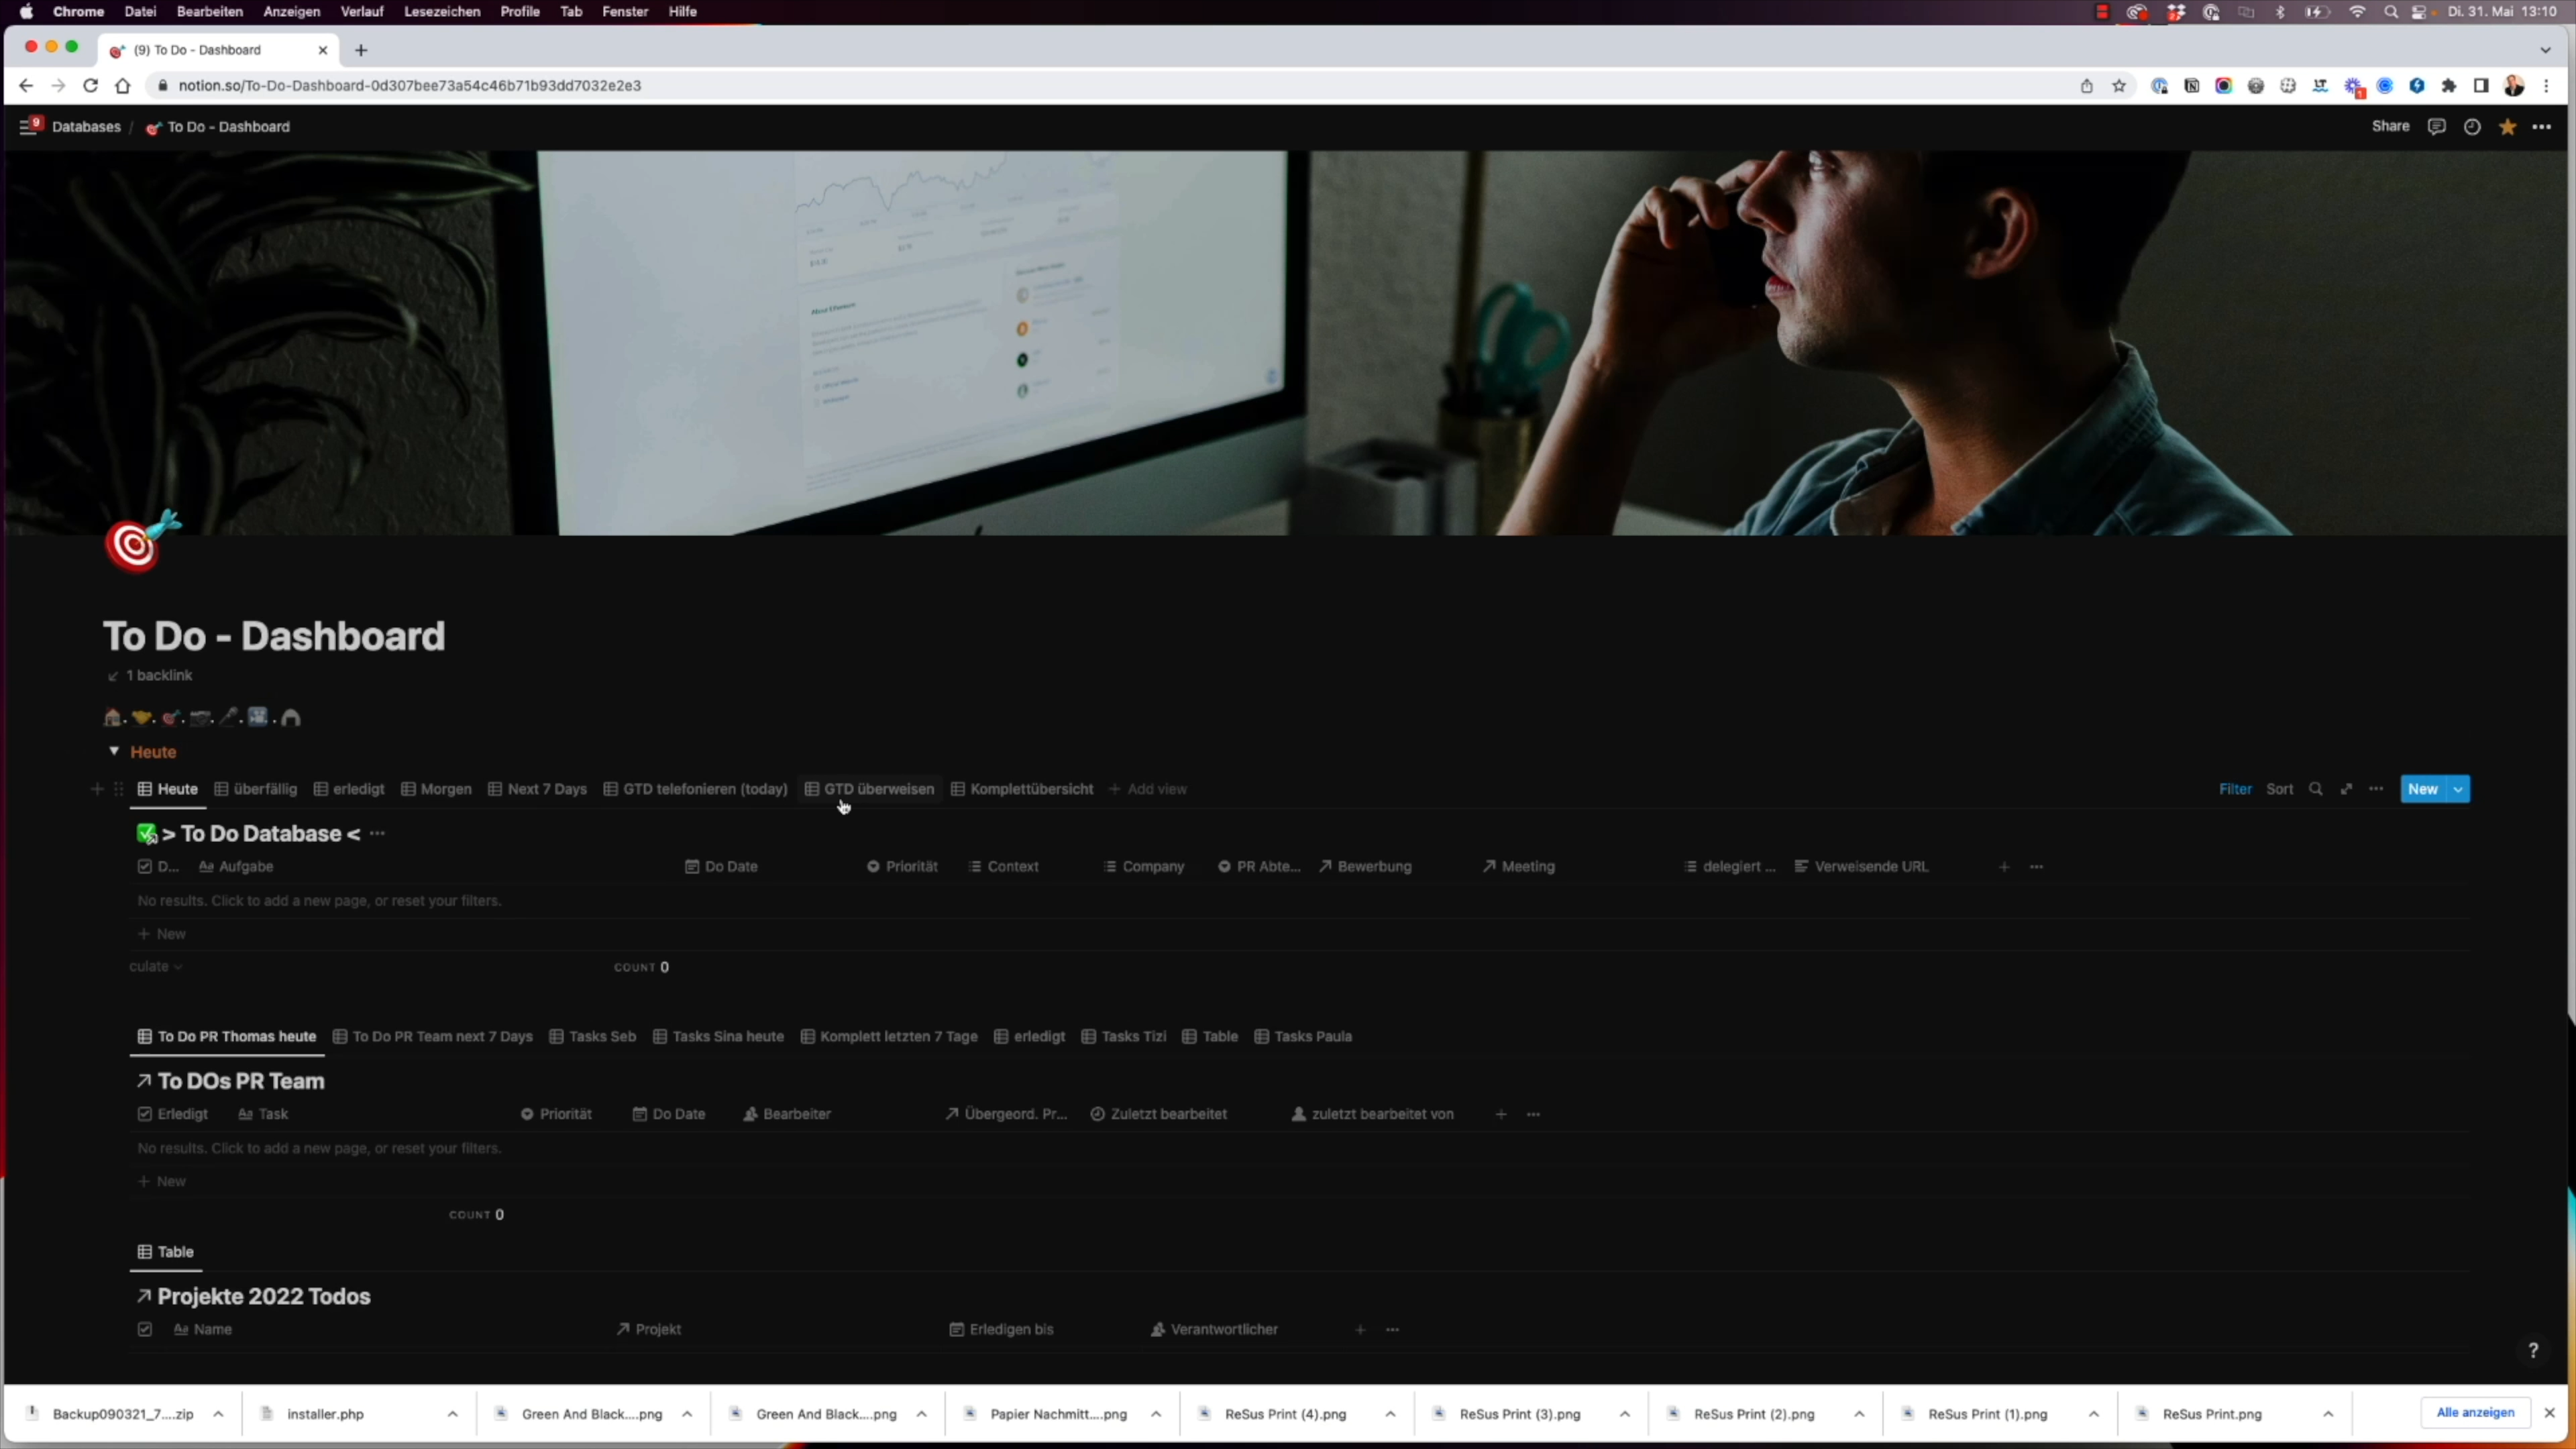 Chrome Datei Bearbeiten Anzeigen Verlauf Lesezeichen Profile Tab Fenster Hilfe Di. 31. Mai 13:10
(9) To Do - Dashboard
notion.so/To-Do-Dashboard-0d307bee73a54c46b71b93dd7032e2e3
9 Databases / To Do - Dashboard Share
To Do - Dashboard
1 backlink
Heute
Heute überfällig erledigt Morgen Next 7 Days GTD telefonieren (today) GTD überweisen Komplettübersicht + Add view Filter Sort New
> To Do Database <
D... Aa Aufgabe Do Date Priorität Context Company PR Abte... Bewerbung Meeting delegiert ... Verweisende URL
No results. Click to add a new page, or reset your filters.
+ New
culate COUNT 0
To Do PR Thomas heute To Do PR Team next 7 Days Tasks Seb Tasks Sina heute Komplett letzten 7 Tage erledigt Tasks Tizi Table Tasks Paula
To DOs PR Team
Erledigt Aa Task Priorität Do Date Bearbeiter Übergeord. Pr... Zuletzt bearbeitet zuletzt bearbeitet von
No results. Click to add a new page, or reset your filters.
+ New
COUNT 0
Table
Projekte 2022 Todos
Aa Name Projekt Erledigen bis Verantwortlicher
?
Backup090321_7....zip installer.php Green And Black....png Green And Black....png Papier Nachmitt....png ReSus Print (4).png ReSus Print (3).png ReSus Print (2).png ReSus Print (1).png ReSus Print.png Alle anzeigen